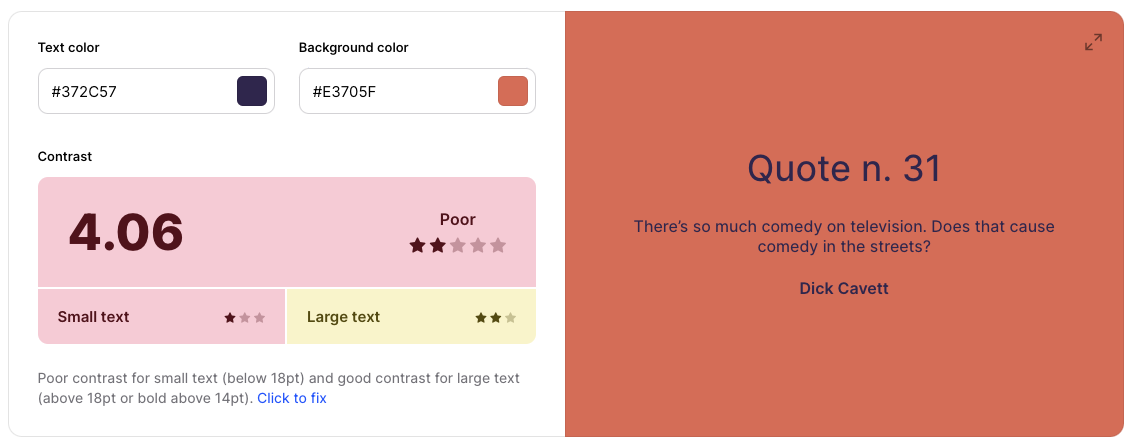 Text color
Background color
#372C57
#E3705F
Contrast
4.06
Poor
Small text
Large text
Poor contrast for small text (below 18pt) and good contrast for large text
(above 18pt or bold above 14pt). Click to fix
Quote n. 31
There’s so much comedy on television. Does that cause
comedy in the streets?
Dick Cavett